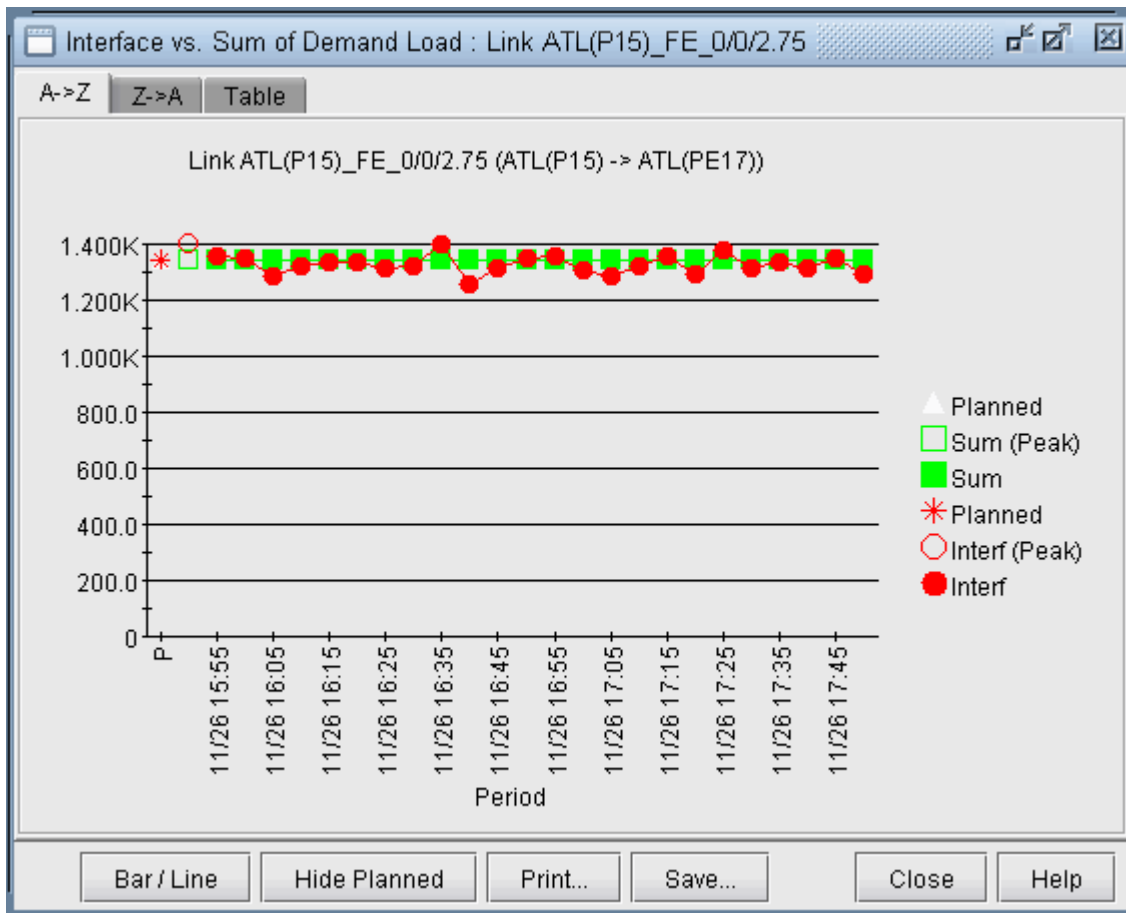 Interface vs. Sum of Demand Load : Link ATL(P15)_FE_0/0/2.75
A->Z Z->A Table
Link ATL(P15)_FE_0/0/2.75 (ATL(P15) -> ATL(PE17))
1.400K
1.200K
1.000K
800.0
600.0
400.0
200.0
0
P
11/26 15:55
11/26 16:05
11/26 16:15
11/26 16:25
11/26 16:35
11/26 16:45
11/26 16:55
11/26 17:05
11/26 17:15
11/26 17:25
11/26 17:35
11/26 17:45
Period
Planned
Sum (Peak)
Sum
Planned
Interf (Peak)
Interf
Bar / Line Hide Planned Print... Save... Close Help